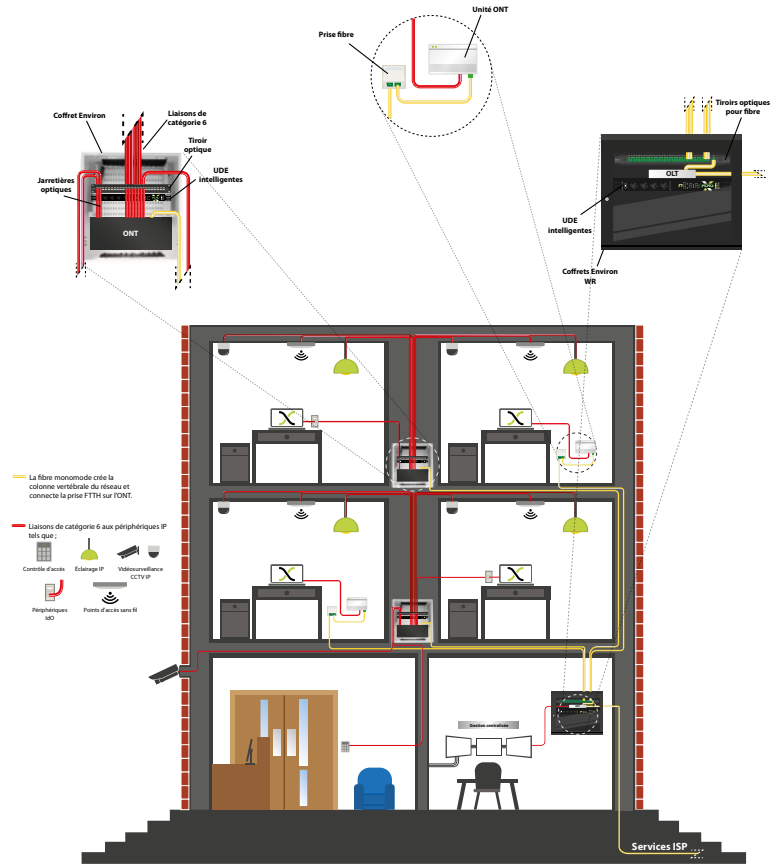 Unité ONT
Prise fibre
Coffret Environ
Liaisons de
catégorie 6
Tiroir
optique
UDE
intelligentes
Jarretières
optiques
ONT
Tiroirs optiques
pour fibre
OLT
UDE
intelligentes
Coffrets Environ
WR
La fibre monomode crée la
colonne vertébrale du réseau et
connecte la prise FTTH sur l'ONT.
Liaisons de catégorie 6 aux périphériques IP
tels que ;
Contrôle d'accès
Éclairage IP
Vidéosurveillance
CCTV IP
Périphériques
IdO
Points d'accès sans fil
Gestion centralisée
Services ISP